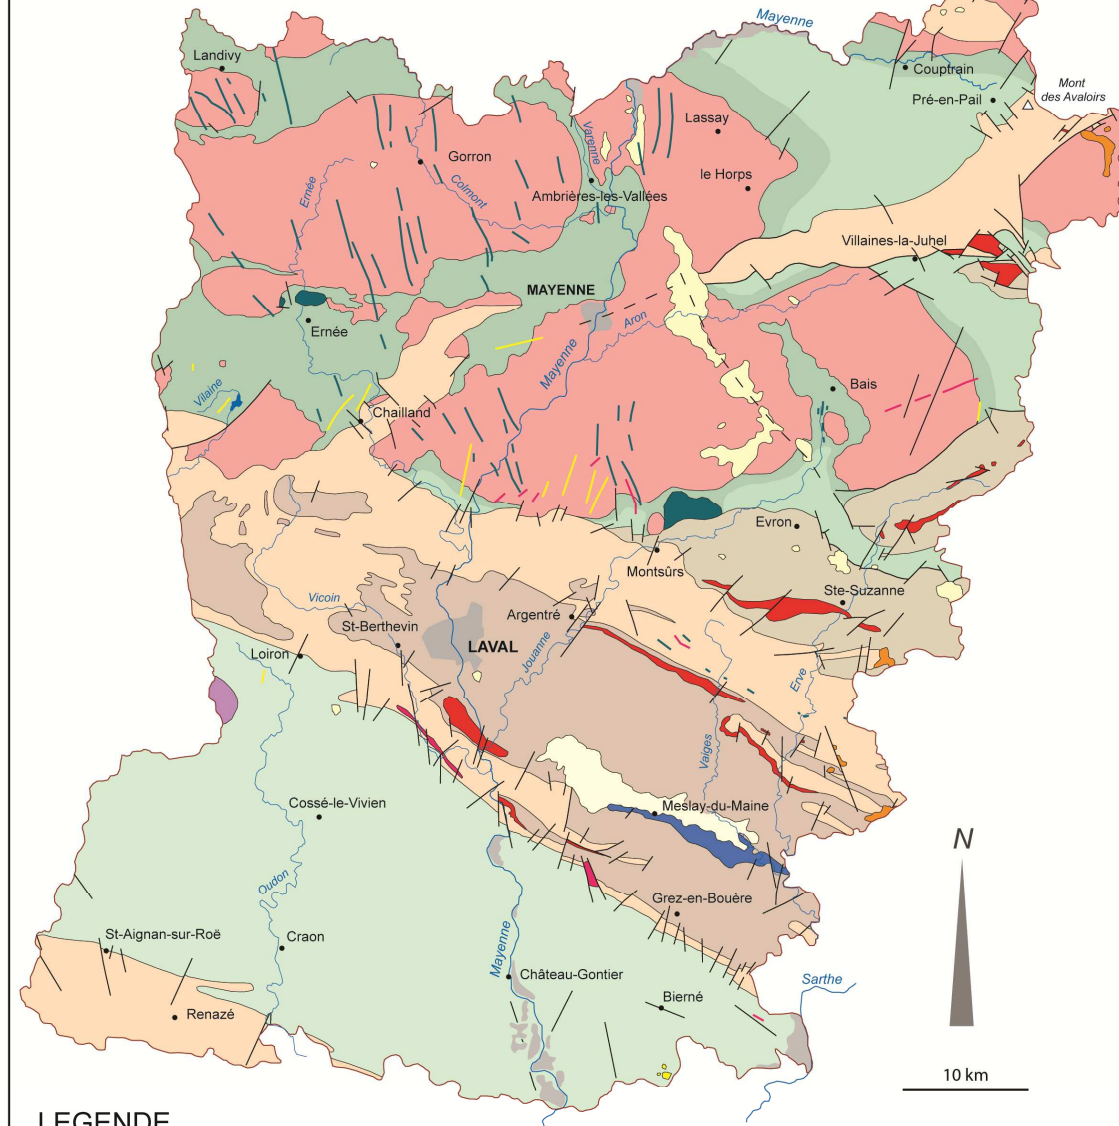 Mayenne
Landivy
Couptrain
Mont
des Avaloirs
Pré-en-Pail
Lassay
Varenne
Gorron
le Horps
Ernée
Colmont
Ambrières-les-Vallées
Villaines-la-Juhel
MAYENNE
Aron
Ernée
Mayenne
Bais
Vilaine
Chailland
Evron
Montsûrs
Ste-Suzanne
Vicoin
Argentré
St-Berthevin
LAVAL
Jouanne
Loiron
Erve
Vaiges
Cossé-le-Vivien
Meslay-du-Maine
N
Oudon
Grez-en-Bouère
St-Aignan-sur-Roë
Craon
Mayenne
Château-Gontier
Sarthe
Bierné
Renazé
10 km
LEGENDE